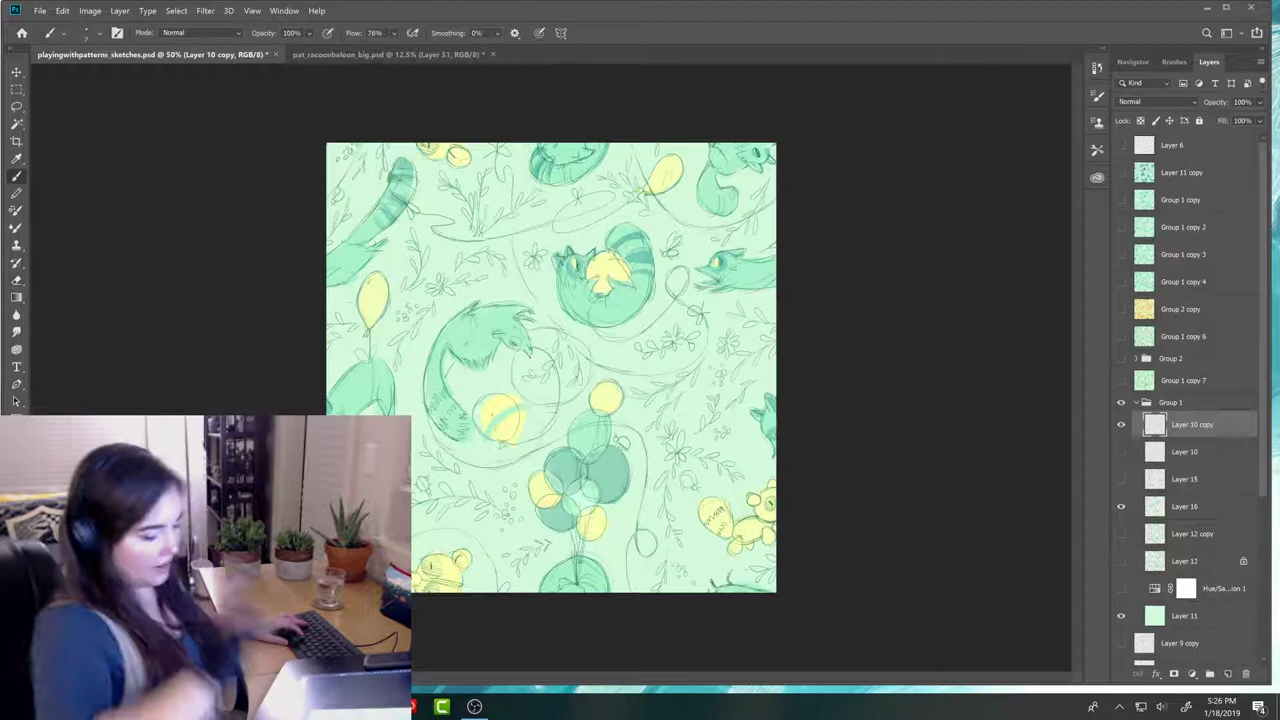 File Edit Image Layer Type Select Filter 3D View Window Help
Mode: Normal Opacity: 100% Flow: 76% Smoothing: 0%
playingwithpatterns_sketches.psd @ 50% (Layer 10 copy, RGB/8) * × pat_racoonbaloon_big.psd @ 12.5% (Layer 51, RGB/8) * ×
Navigator Brushes Layers
Kind
Normal Opacity: 100%
Lock: Fill: 100%
Layer 6
Layer 11 copy
Group 1 copy
Group 1 copy 2
Group 1 copy 3
Group 1 copy 4
Group 2 copy
Group 1 copy 6
Group 2
Group 1 copy 7
Group 1
Layer 10 copy
Layer 10
Layer 15
Layer 16
Layer 12 copy
Layer 12
Hue/Sa...ion 1
Layer 11
Layer 9 copy
5:26 PM
1/18/2019